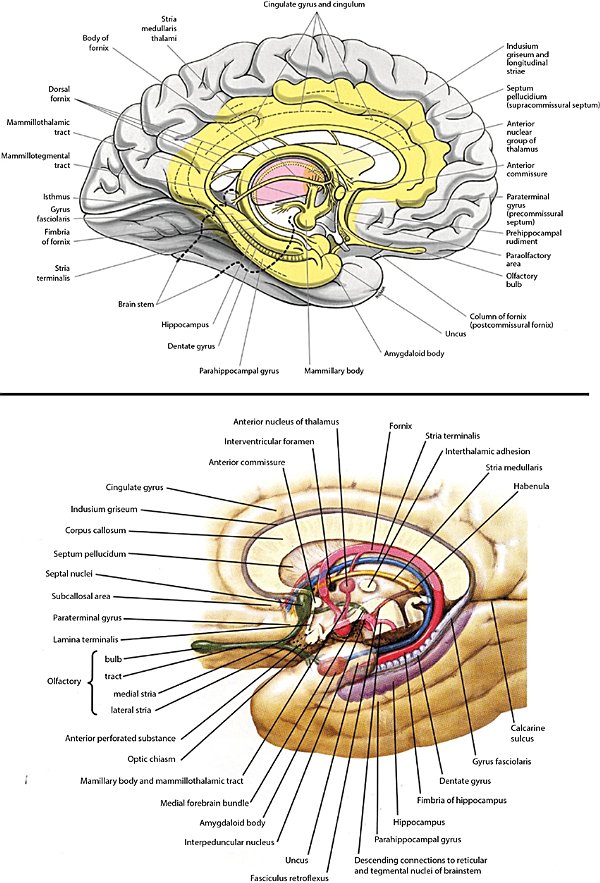 Cingulate gyrus and cingulum
Stria
medullaris
thalami
Body of
fornix
Dorsal
fornix
Mammillothalamic
tract
Mammillotegmental
tract
Isthmus
Gyrus
fasciolaris
Fimbria
of fornix
Stria
terminalis
Brain stem
Hippocampus
Dentate gyrus
Parahippocampal gyrus
Mammillary body
Amygdaloid body
Uncus
Column of fornix
(postcommissural fornix)
Indusium
griseum and
longitudinal
striae
Septum
pellucidium
(supracommissural septum)
Anterior
nuclear
group of
thalamus
Anterior
commissure
Paraterminal
gyrus
(precommissural
septum)
Prehippocampal
rudiment
Paraolfactory
area
Olfactory
bulb
Anterior nucleus of thalamus
Interventricular foramen
Anterior commissure
Fornix
Stria terminalis
Interthalamic adhesion
Stria medullaris
Habenula
Cingulate gyrus
Indusium griseum
Corpus callosum
Septum pellucidum
Septal nuclei
Subcallosal area
Paraterminal gyrus
Lamina terminalis
Olfactory
bulb
tract
medial stria
lateral stria
Anterior perforated substance
Optic chiasm
Mamillary body and mammillothalamic tract
Medial forebrain bundle
Amygdaloid body
Interpeduncular nucleus
Uncus
Fasciculus retroflexus
Descending connections to reticular
and tegmental nuclei of brainstem
Parahippocampal gyrus
Hippocampus
Fimbria of hippocampus
Dentate gyrus
Gyrus fasciolaris
Calcarine
sulcus